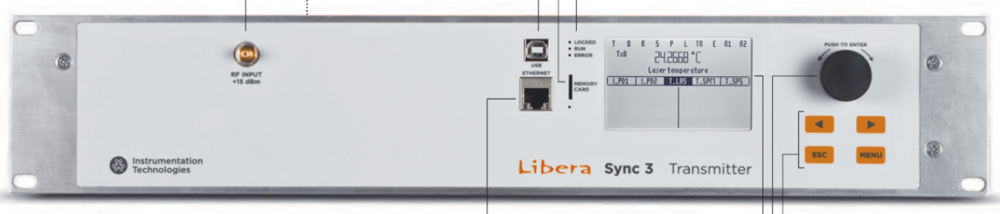 RF INPUT
+15 dBm
USB
ETHERNET
LOCKED
RUN
ERROR
MEMORY
CARD
T O R S P L TR E R1 R2
TxB
24.2668 °C
Laser temperature
I_PD1 I_PD2 T_LAS T_SPM T_SPS
PUSH TO ENTER
ESC MENU
Instrumentation
Technologies
Libera Sync 3 Transmitter